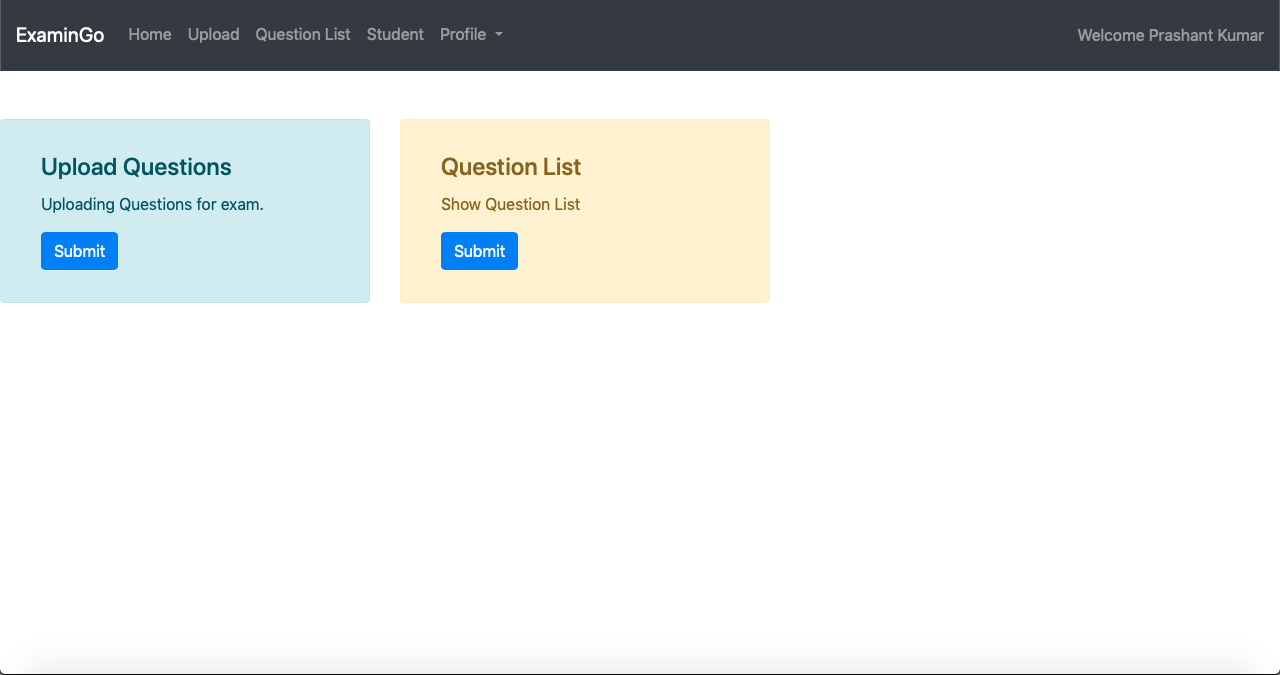 ExaminGo Home Upload Question List Student Profile Welcome Prashant Kumar
Upload Questions
Uploading Questions for exam.
Submit
Question List
Show Question List
Submit